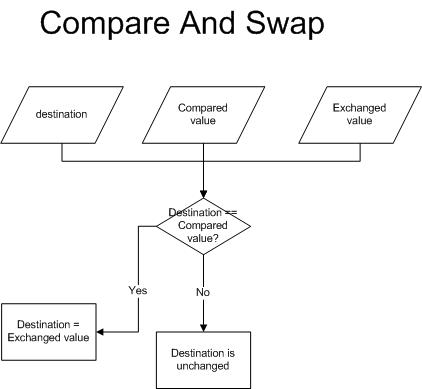 Compare And Swap
destination
Compared
value
Exchanged
value
Destination ==
Compared
value?
Yes
No
Destination =
Exchanged value
Destination is
unchanged